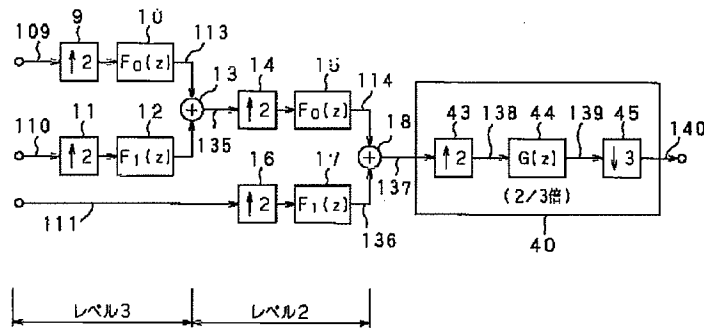 9 10
109 ↑2 F₀(z) 113
13 14 15
11 12 + ↑2 F₀(z) 114
110 ↑2 F₁(z) 135
18 43 138 44 139 45 140
16 17 + ↑2 G(z) ↓3
137 (2/3倍)
111 ↑2 F₁(z) 136 40
レベル3 レベル2